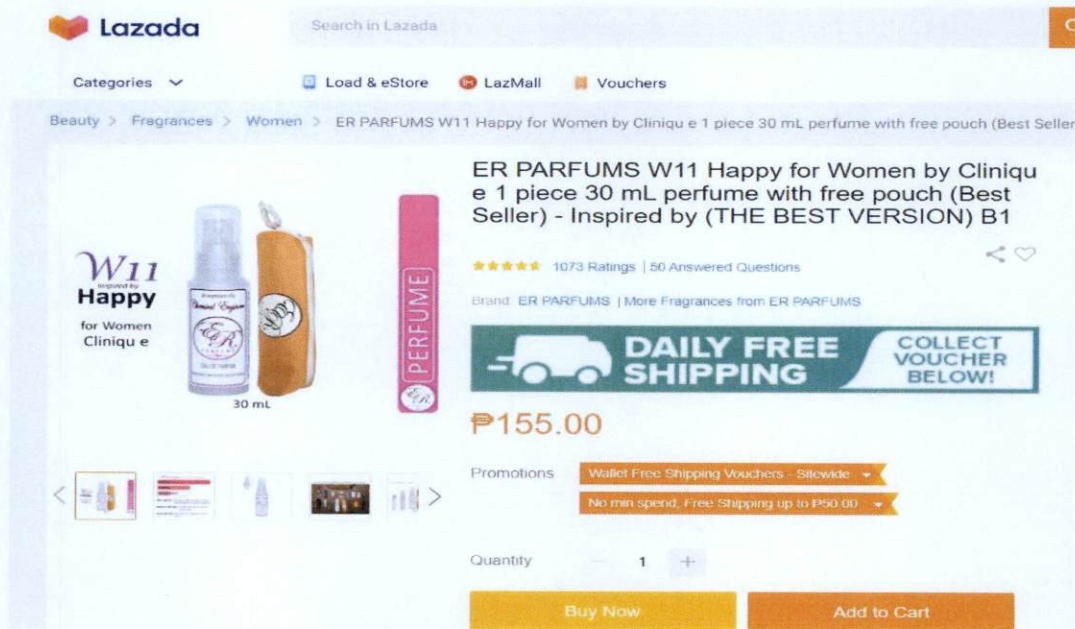 Lazada
Search in Lazada
Categories
Load & eStore
LazMall
Vouchers
Beauty > Fragrances > Women > ER PARFUMS W11 Happy for Women by Cliniqu e 1 piece 30 mL perfume with free pouch (Best Seller
ER PARFUMS W11 Happy for Women by Cliniqu
e 1 piece 30 mL perfume with free pouch (Best
Seller) - Inspired by (THE BEST VERSION) B1
1073 Ratings | 50 Answered Questions
Brand: ER PARFUMS | More Fragrances from ER PARFUMS
W11
inspired by
Happy
for Women
Cliniqu e
30 mL
PERFUME
DAILY FREE
SHIPPING
COLLECT
VOUCHER
BELOW!
₱155.00
Promotions
Wallet Free Shipping Vouchers - Sitewide
No min spend, Free Shipping up to ₱50.00
Quantity
1
Buy Now
Add to Cart